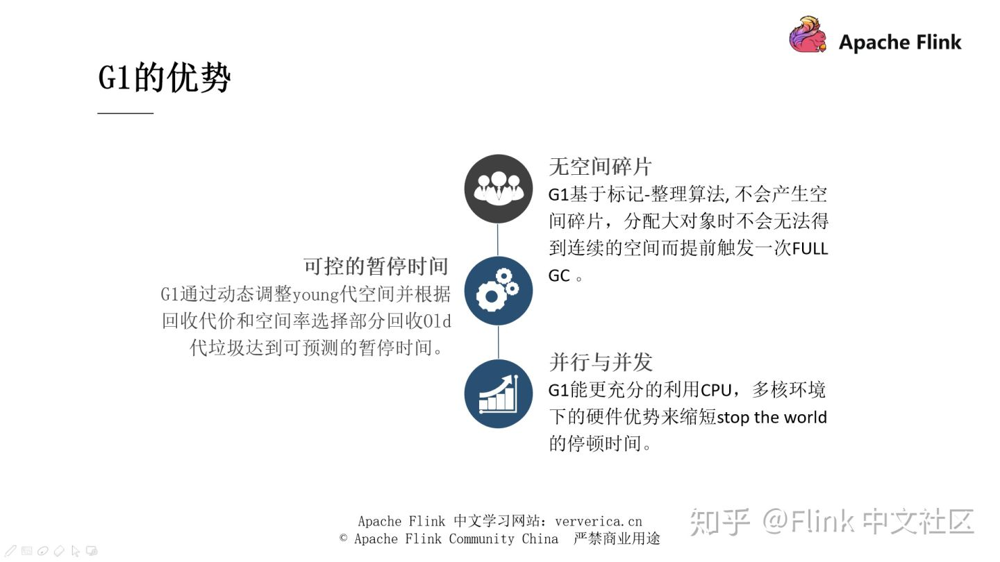 Apache Flink
G1的优势
无空间碎片
G1基于标记-整理算法, 不会产生空
间碎片，分配大对象时不会无法得
到连续的空间而提前触发一次FULL
GC 。
可控的暂停时间
G1通过动态调整young代空间并根据
回收代价和空间率选择部分回收Old
代垃圾达到可预测的暂停时间。
并行与并发
G1能更充分的利用CPU，多核环境
下的硬件优势来缩短stop the world
的停顿时间。
Apache Flink 中文学习网站：ververica.cn
© Apache Flink Community China 严禁商业用途
知乎 @Flink 中文社区